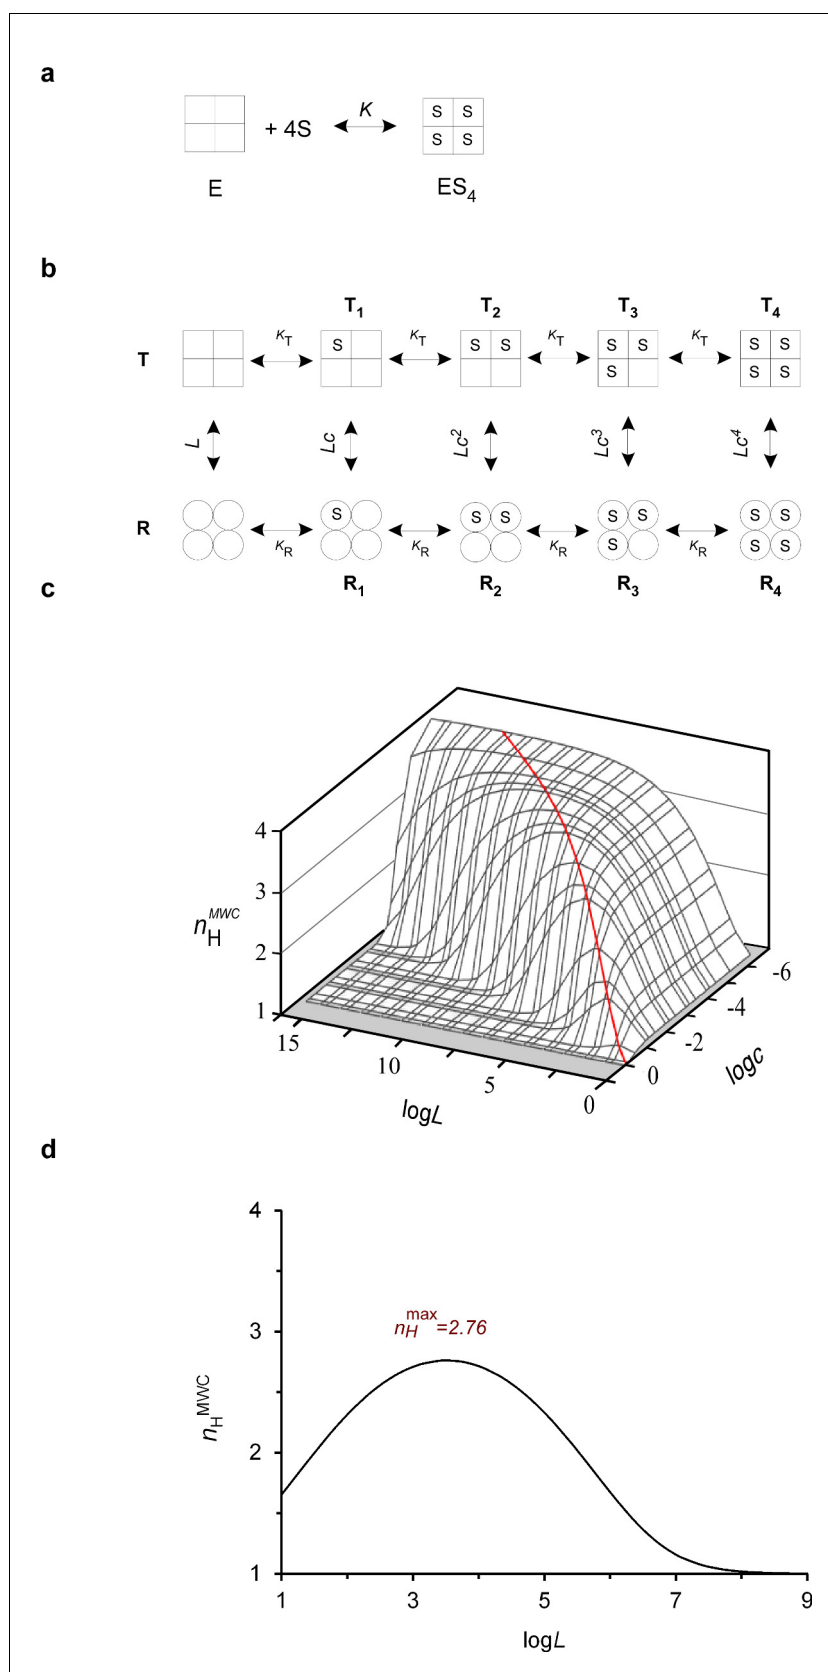 a
K
S S
E + 4S ES4
S S
E ES4
b
T1 T2 T3 T4
KT KT KT KT
T S S S S S S S
S S S
L Lc Lc2 Lc3 Lc4
R S S S S S S S
S S S
KR KR KR KR
R1 R2 R3 R4
c
4
3
nHMWC
2
1
15
10
5
0
logL
0
-2
-4
-6
logc
d
4
nHmax=2.76
3
nHMWC
2
1
1 3 5 7 9
logL